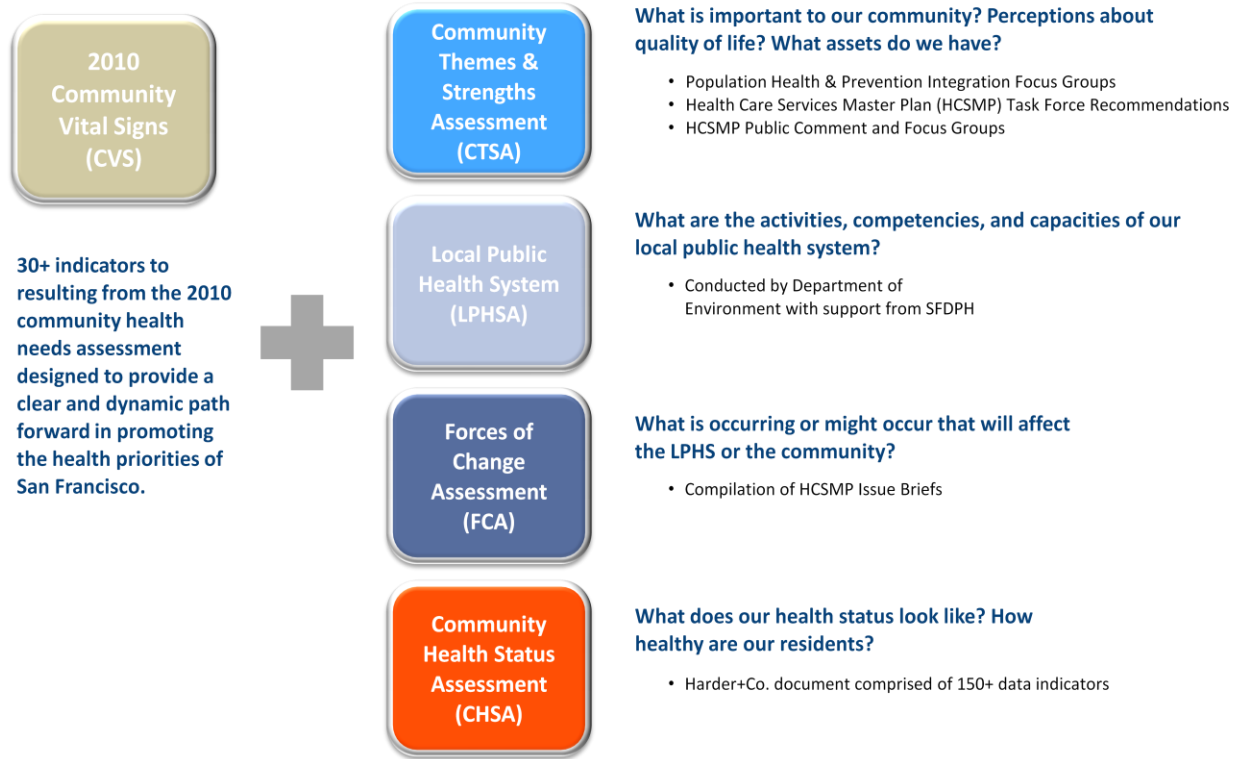 2010
Community
Vital Signs
(CVS)
30+ indicators to
resulting from the 2010
community health
needs assessment
designed to provide a
clear and dynamic path
forward in promoting
the health priorities of
San Francisco.
Community
Themes &
Strengths
Assessment
(CTSA)
What is important to our community? Perceptions about
quality of life? What assets do we have?
• Population Health & Prevention Integration Focus Groups
• Health Care Services Master Plan (HCSMP) Task Force Recommendations
• HCSMP Public Comment and Focus Groups
Local Public
Health System
(LPHSA)
What are the activities, competencies, and capacities of our
local public health system?
• Conducted by Department of
Environment with support from SFDPH
Forces of
Change
Assessment
(FCA)
What is occurring or might occur that will affect
the LPHS or the community?
• Compilation of HCSMP Issue Briefs
Community
Health Status
Assessment
(CHSA)
What does our health status look like? How
healthy are our residents?
• Harder+Co. document comprised of 150+ data indicators